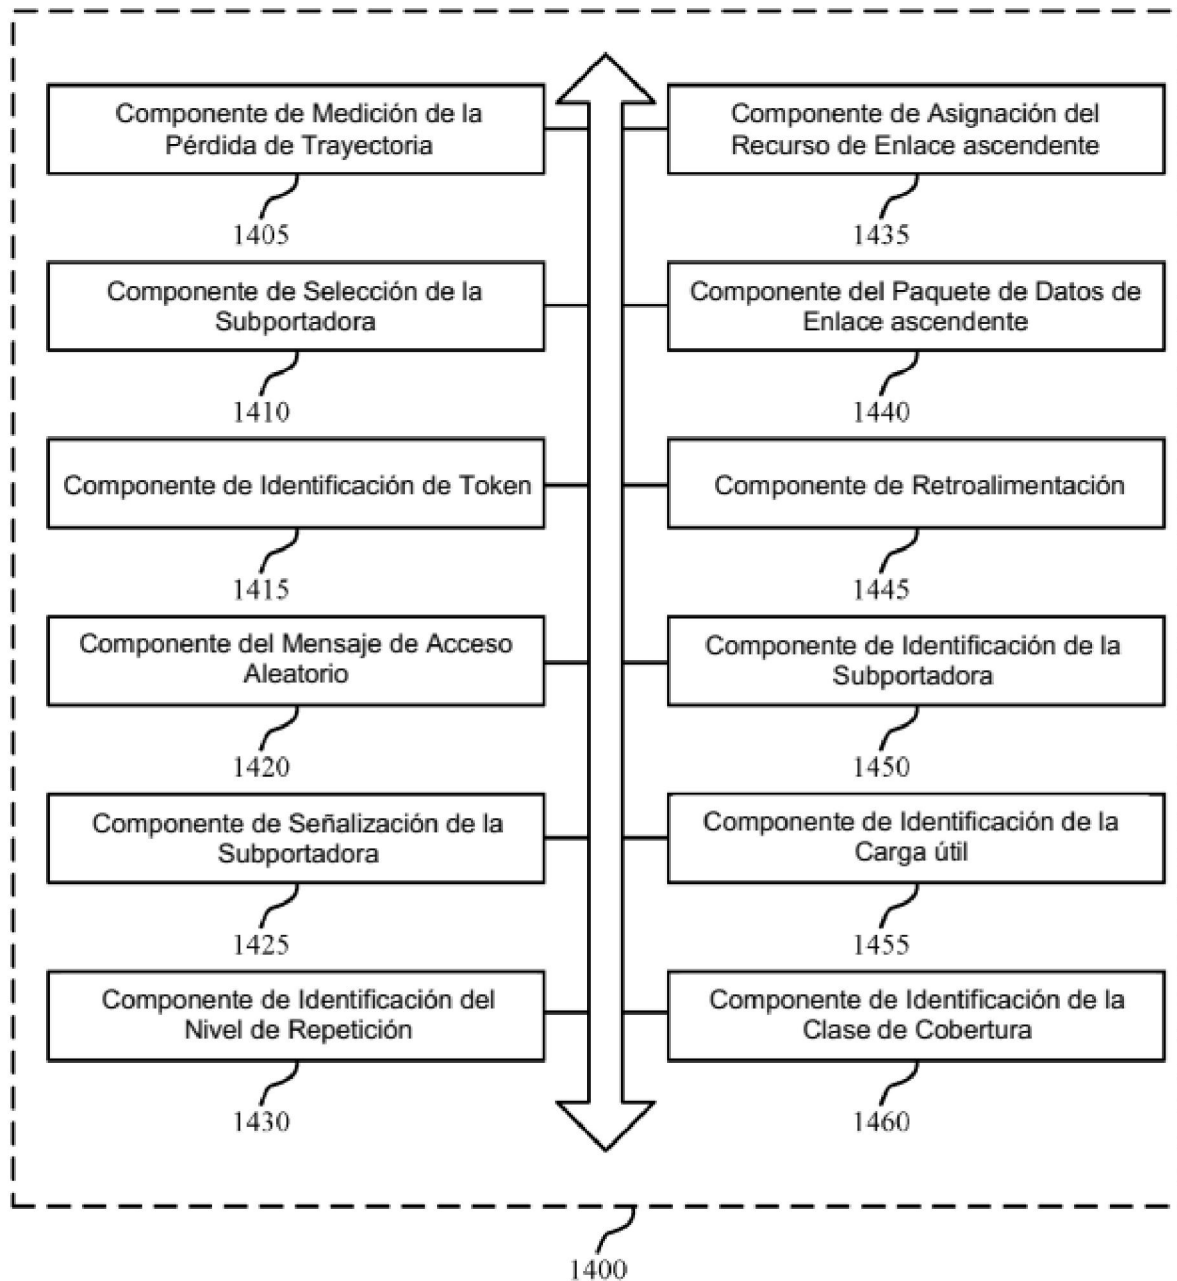 Componente de Medición de la
Pérdida de Trayectoria
1405
Componente de Selección de la
Subportadora
1410
Componente de Identificación de Token
1415
Componente del Mensaje de Acceso
Aleatorio
1420
Componente de Señalización de la
Subportadora
1425
Componente de Identificación del
Nivel de Repetición
1430
Componente de Asignación del
Recurso de Enlace ascendente
1435
Componente del Paquete de Datos de
Enlace ascendente
1440
Componente de Retroalimentación
1445
Componente de Identificación de la
Subportadora
1450
Componente de Identificación de la
Carga útil
1455
Componente de Identificación de la
Clase de Cobertura
1460
1400